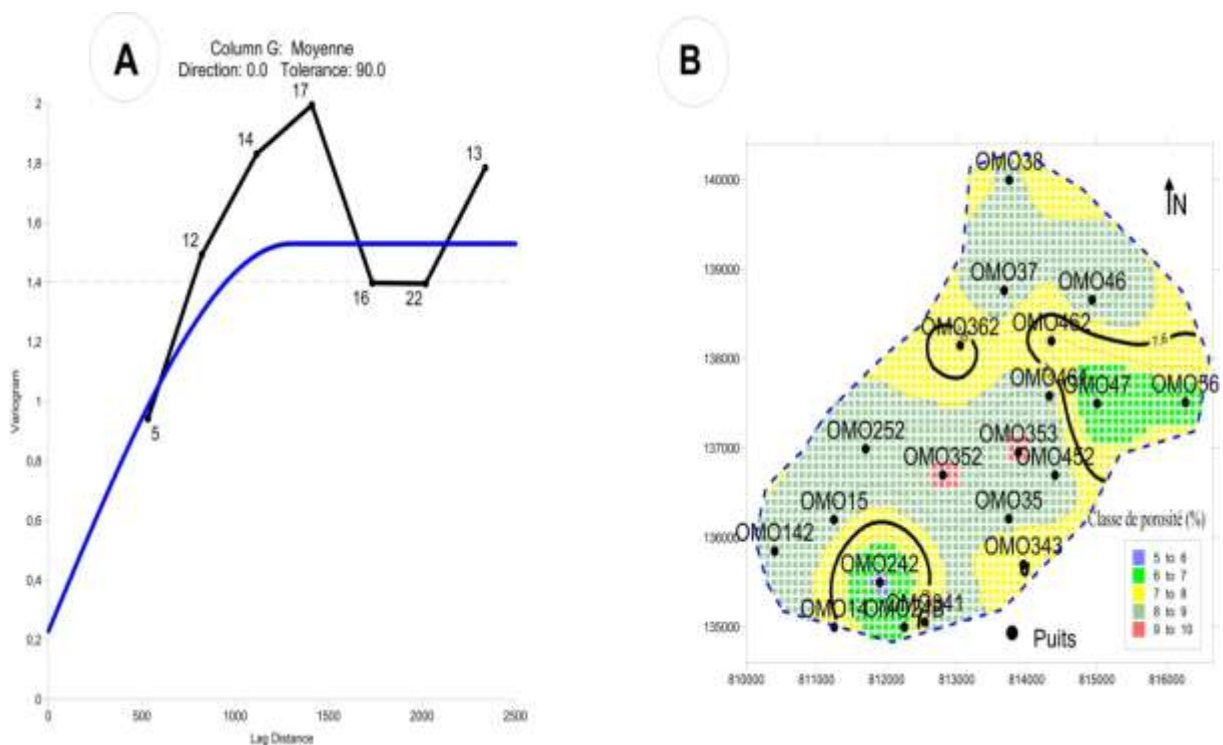 A
Column G: Moyenne
Direction: 0.0 Tolerance: 90.0
2
1,8
1,6
1,4
1,2
1
0,8
0,6
0,4
0,2
0
Variogram
5
12
14
17
16
22
13
0
500
1000
1500
2000
2500
Lag Distance
B
140000
139000
138000
137000
136000
135000
N
OMO38
OMO37
OMO46
OMO362
OMO462
7,6
OMO464
OMO47
OMO56
OMO252
OMO353
OMO352
OMO452
OMO15
OMO35
OMO142
OMO343
OMO242
OMO14
Classe de porosité (%)
5 to 6
6 to 7
7 to 8
8 to 9
9 to 10
Puits
810000
811000
812000
813000
814000
815000
816000